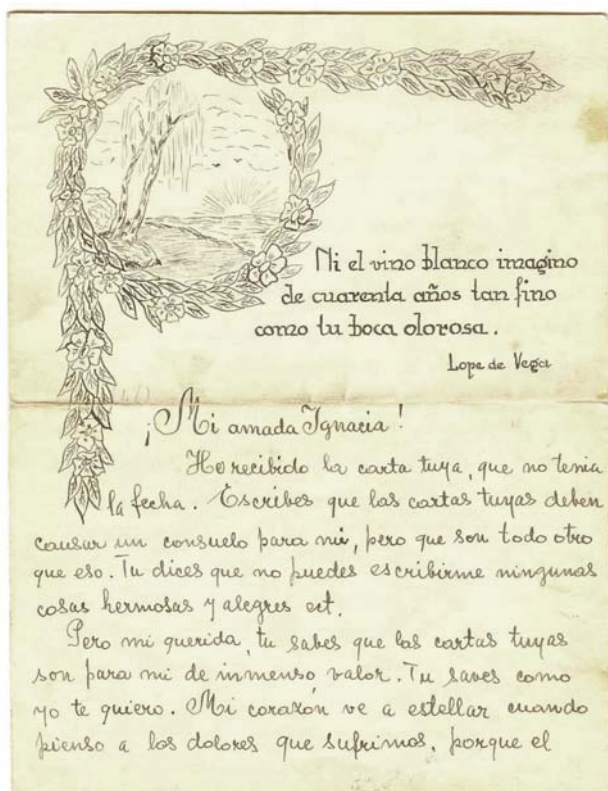 Ni el vino blanco imagino
de cuarenta años tan fino
como tu boca olorosa.
Lope de Vega
¡Mi amada Ignacia!
He recibido la carta tuya, que no tenia
la fecha. Escribes que las cartas tuyas deben
causar un consuelo para mi, pero que son todo otro
que eso. Tu dices que no puedes escribirme ningunas
cosas hermosas y alegres ect.
Pero mi querida, tu sabes que las cartas tuyas
son para mi de inmenso valor. Tu saves como
yo te quiero. Mi corazón ve a estellar cuando
pienso a los dolores que sufrimos, porque el